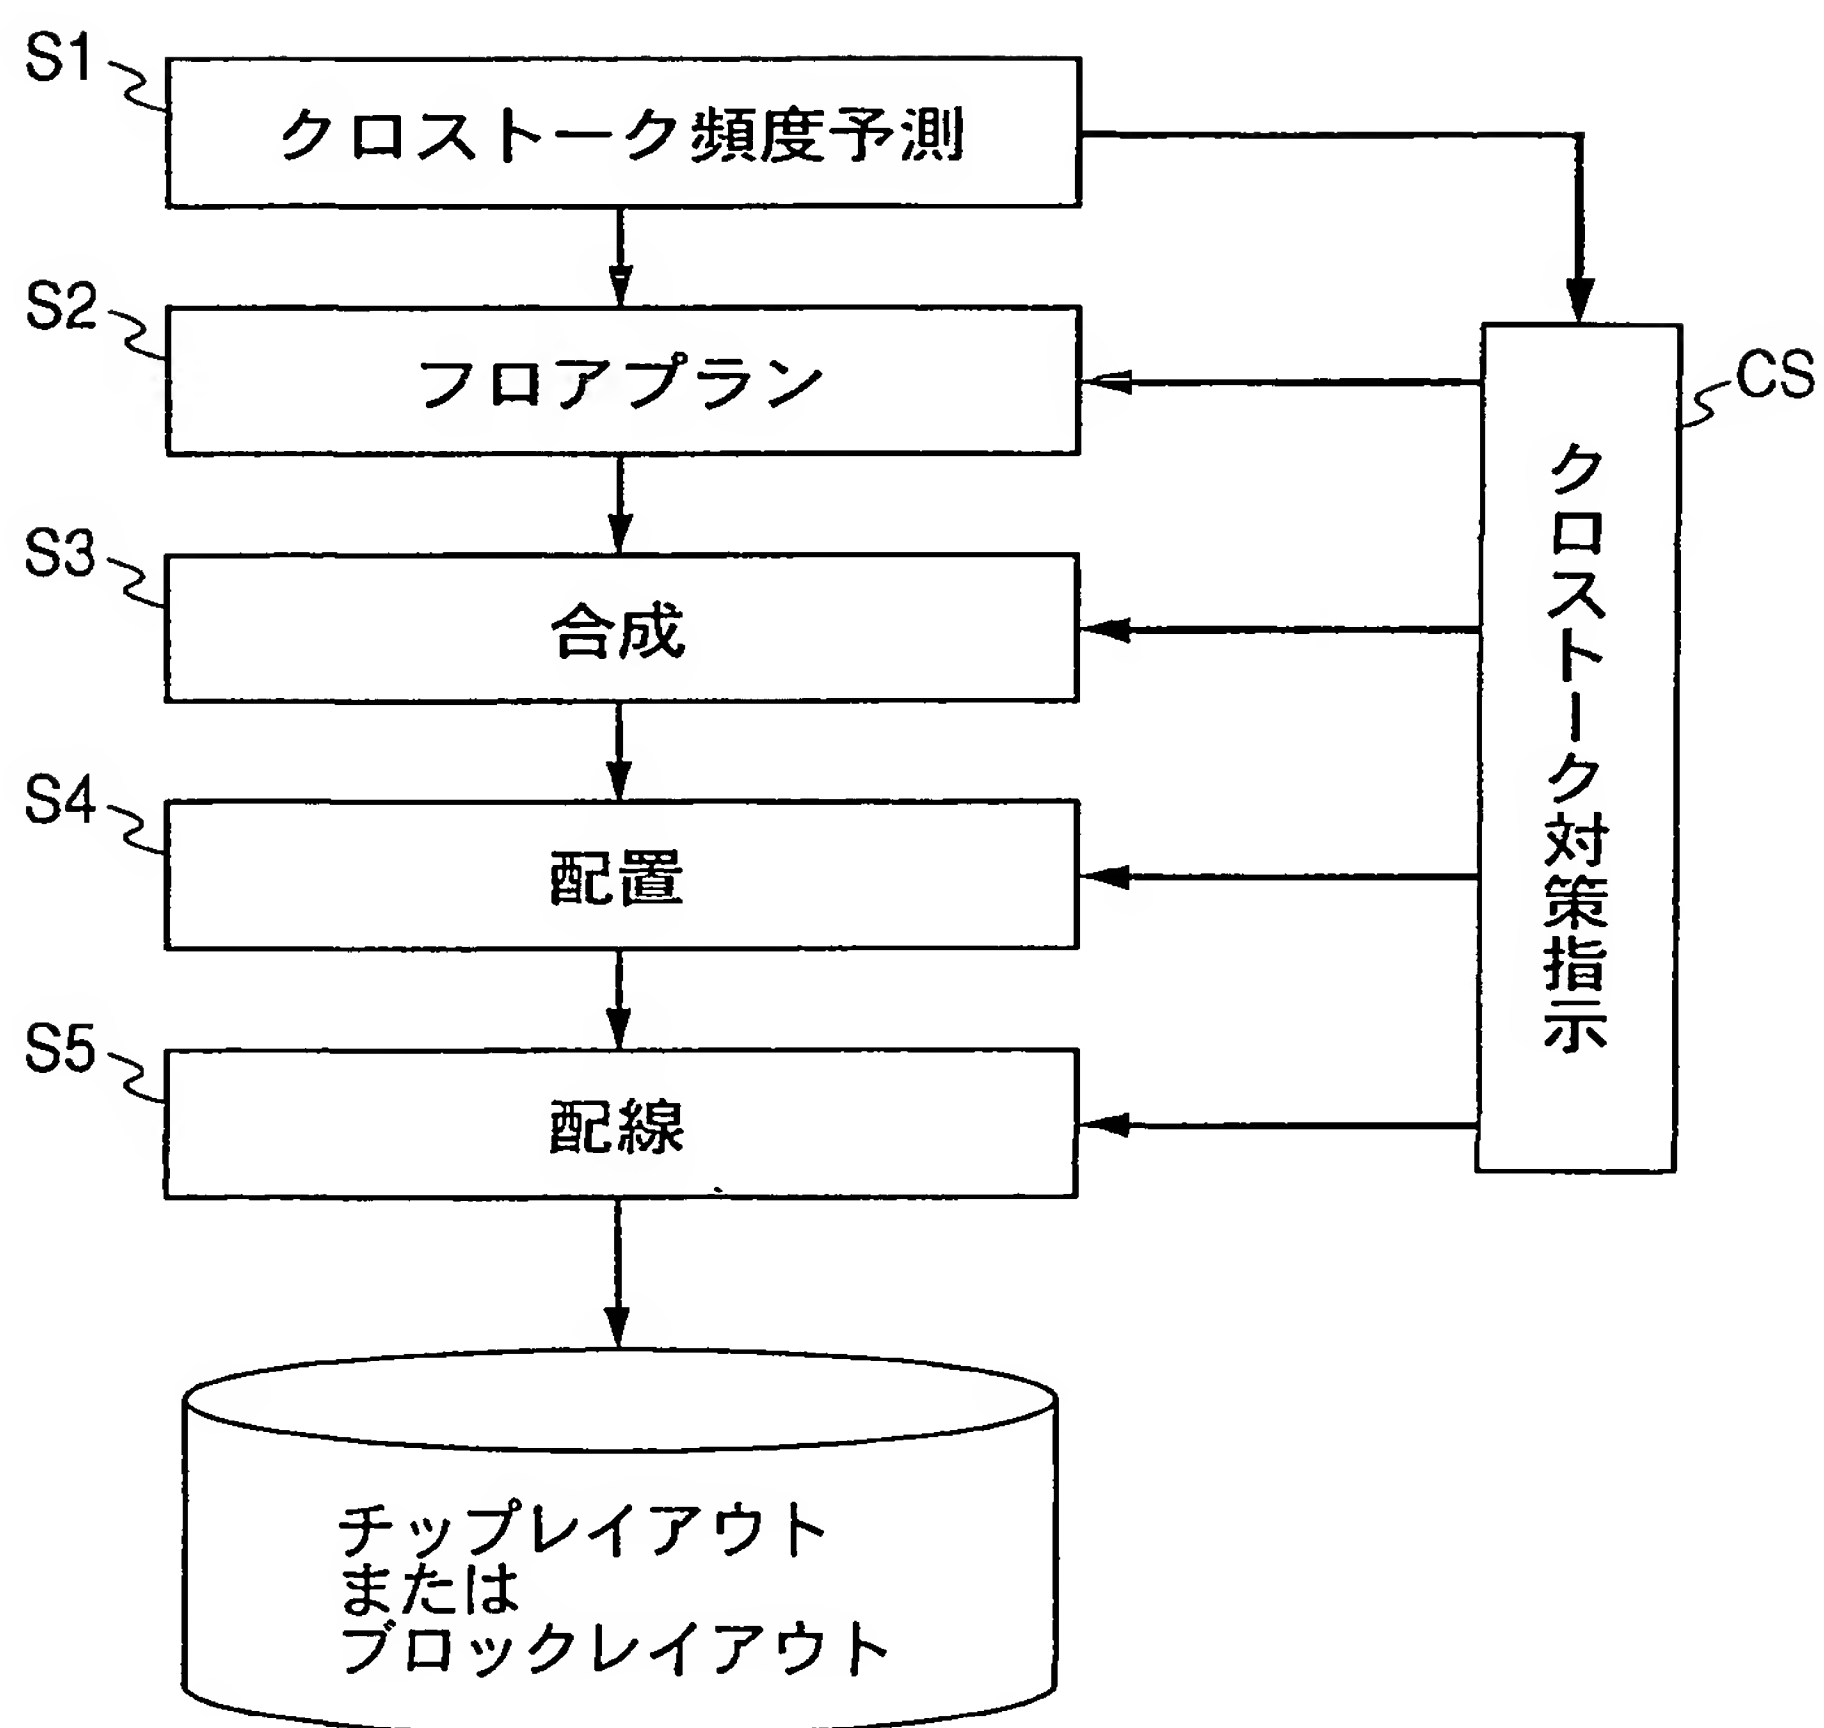 S1
クロストーク頻度予測
S2
フロアプラン
CS
クロストーク対策指示
S3
合成
S4
配置
S5
配線
チップレイアウト
または
ブロックレイアウト